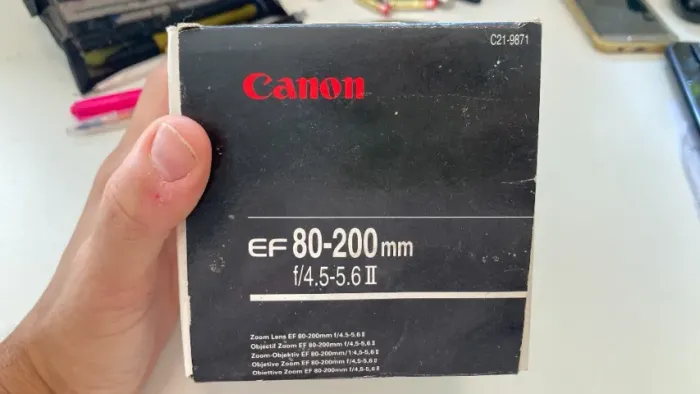 C21-9871
Canon
EF 80-200mm
f/4.5-5.6 II
Zoom Lens EF 80-200mm f/4.5-5.6 II
Objectif Zoom EF 80-200mm f/4.5-5.6 II
Zoom-Objektiv EF 80-200mm/1:4,5-5,6 II
Objetivo Zoom EF 80-200mm f/4.5-5.6 II
Obiettivo Zoom EF 80-200mm f/4.5-5.6 II